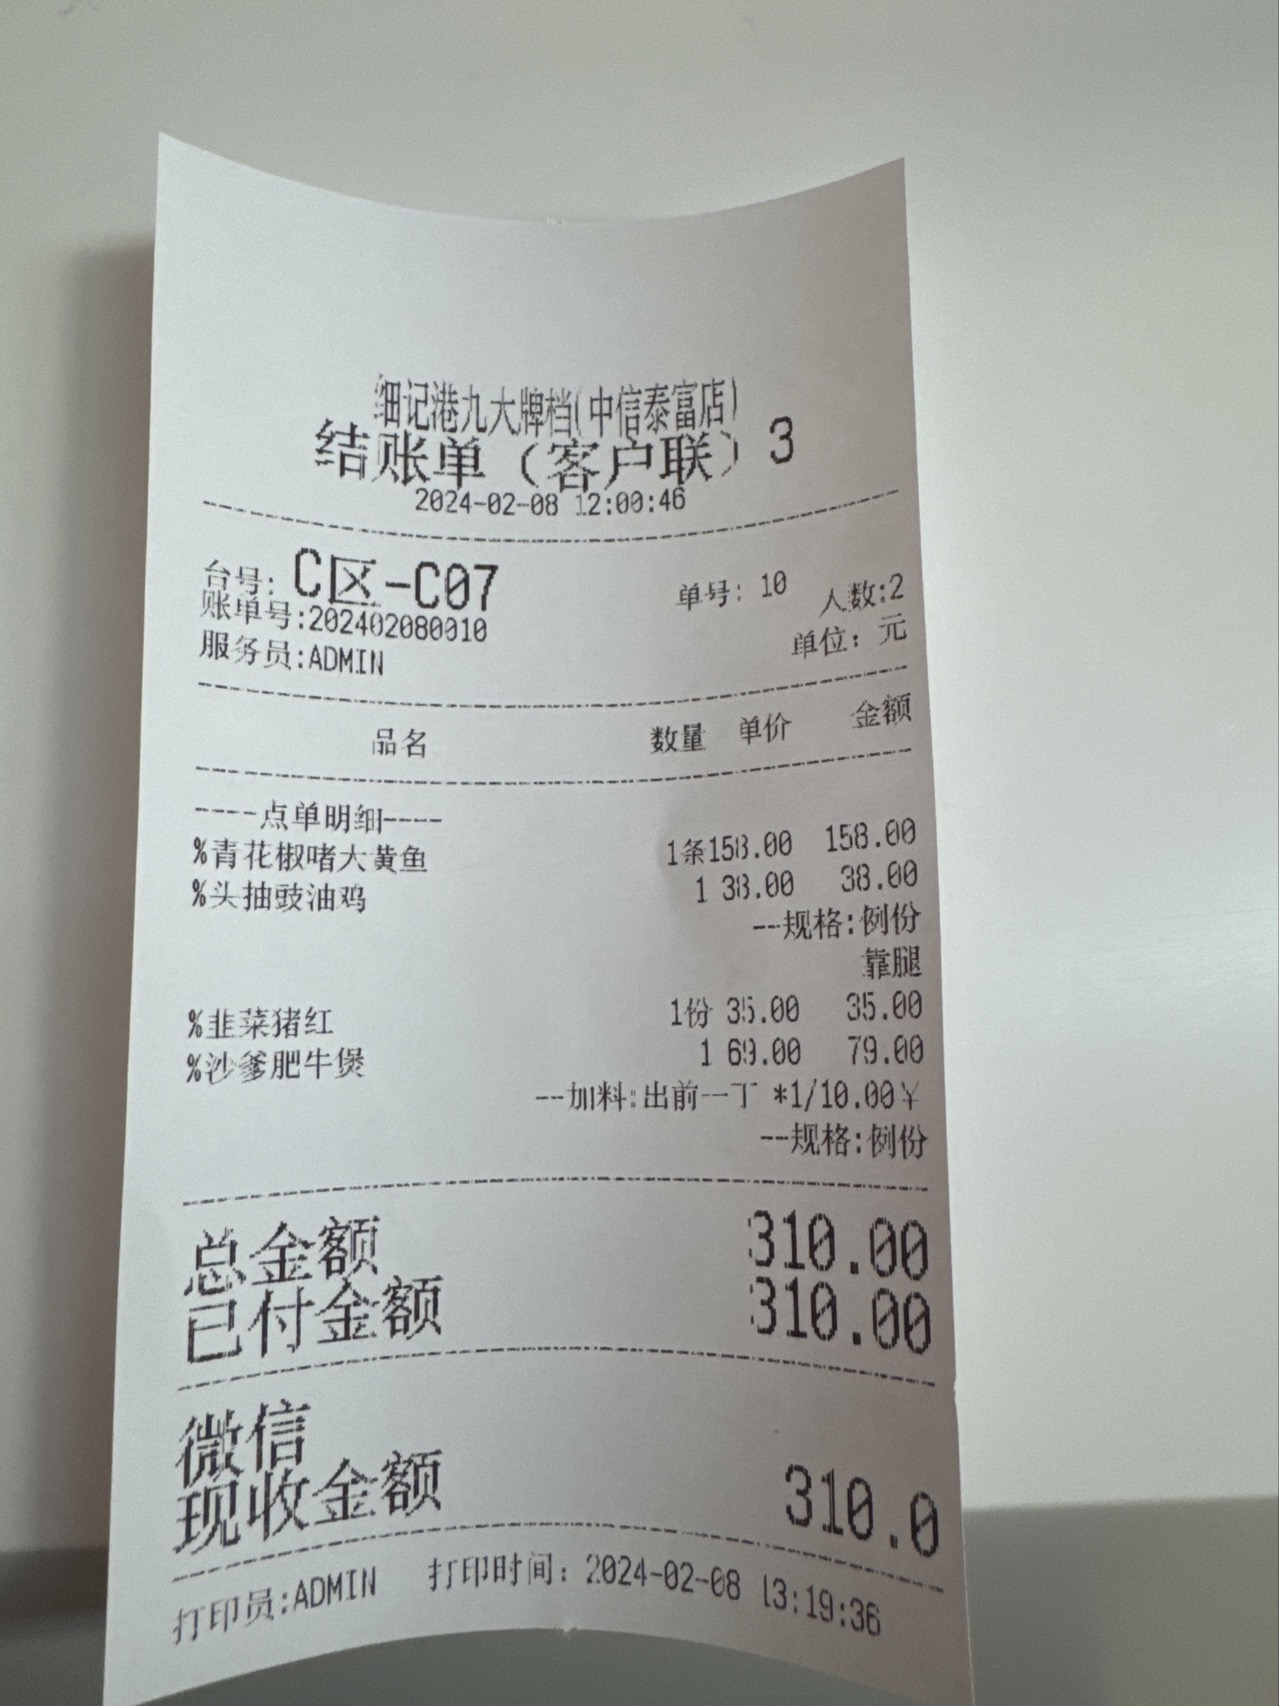 细记港九大牌档(中信泰富店)
结账单（客户联）3
2024-02-08 12:00:46
台号: C区-C07 单号: 10 人数:2
账单号:202402080010 单位: 元
服务员:ADMIN
品名 数量 单价 金额
----点单明细----
%青花椒啫大黄鱼 1条158.00 158.00
%头抽豉油鸡 1 38.00 38.00
--规格:例份
靠腿
%韭菜猪红 1份 35.00 35.00
%沙爹肥牛煲 1 69.00 79.00
--加料:出前一丁 *1/10.00¥
--规格:例份
总金额 310.00
已付金额 310.00
微信
现收金额 310.0
打印员:ADMIN 打印时间: 2024-02-08 13:19:36